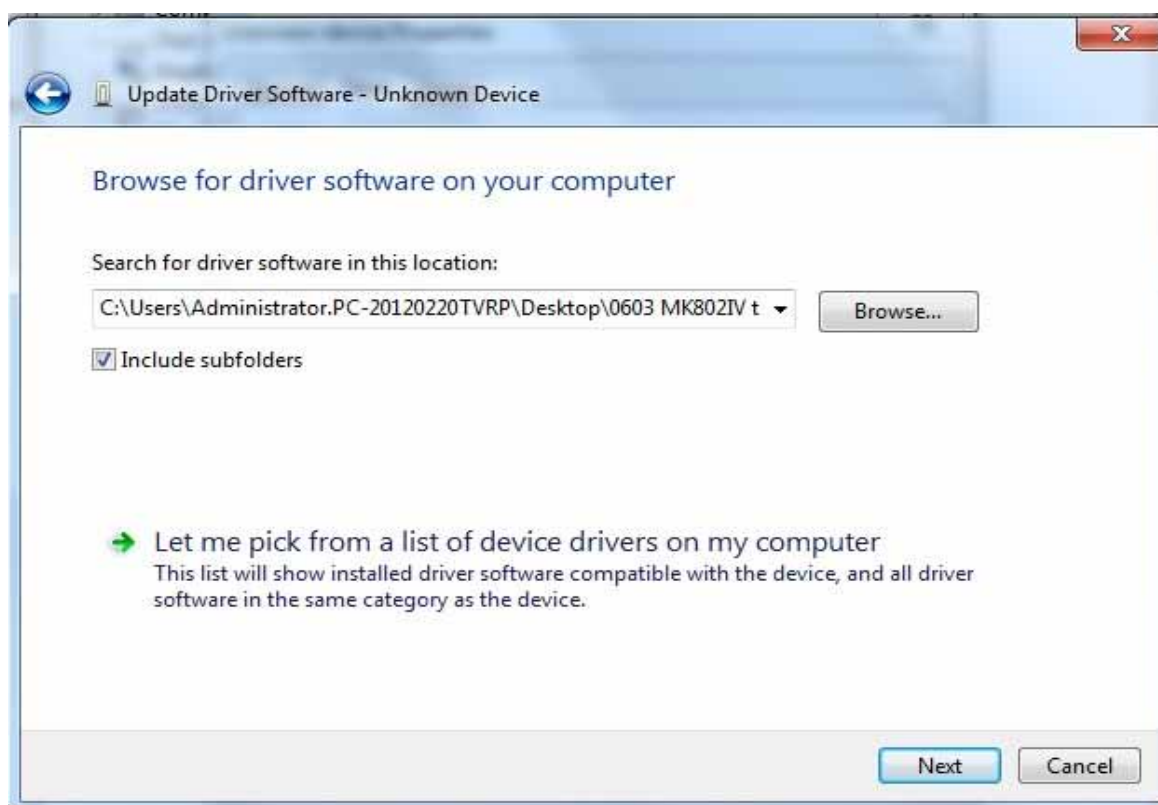 Update Driver Software - Unknown Device
Browse for driver software on your computer
Search for driver software in this location:
C:\Users\Administrator.PC-20120220TVRP\Desktop\0603 MK802IV t
Browse...
Include subfolders
Let me pick from a list of device drivers on my computer
This list will show installed driver software compatible with the device, and all driver
software in the same category as the device.
Next
Cancel